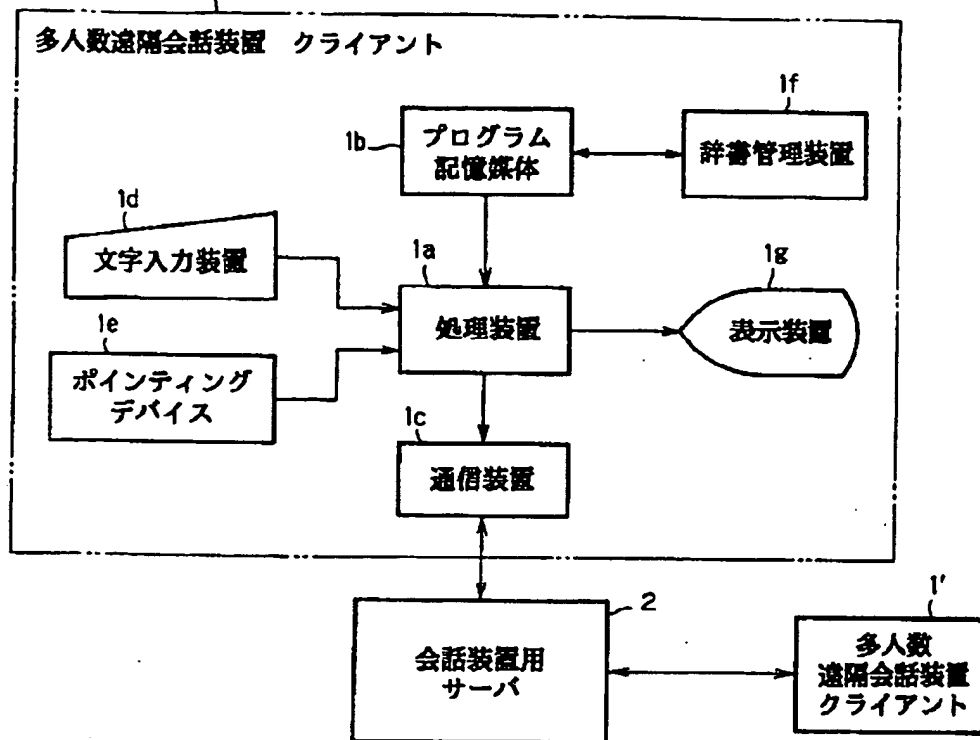 多人数遠隔会話装置 クライアント
1f
1b
プログラム
記憶媒体
辞書管理装置
1d
文字入力装置
1a
1g
処理装置
表示装置
1e
ポインティング
デバイス
1c
通信装置
2
1′
会話装置用
サーバ
多人数
遠隔会話装置
クライアント